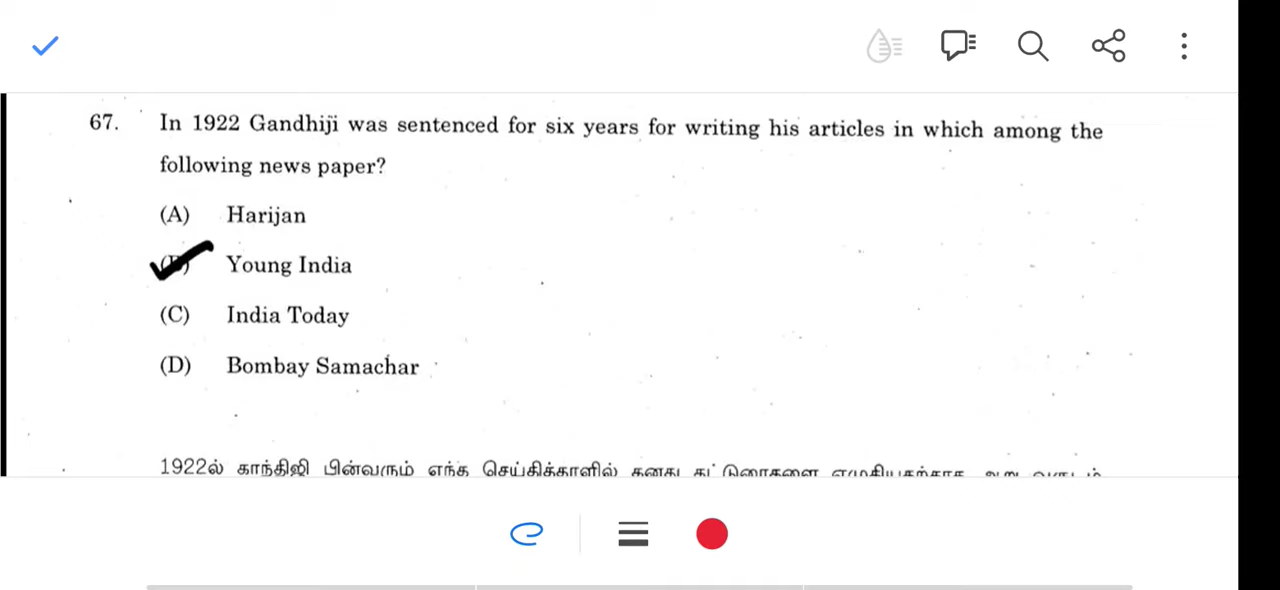 67. In 1922 Gandhiji was sentenced for six years for writing his articles in which among the
following news paper?
(A) Harijan
(B) Young India
(C) India Today
(D) Bombay Samachar
1922ல் காந்திஜி பின்வரும் எந்த செய்தித்தாளில் தனது